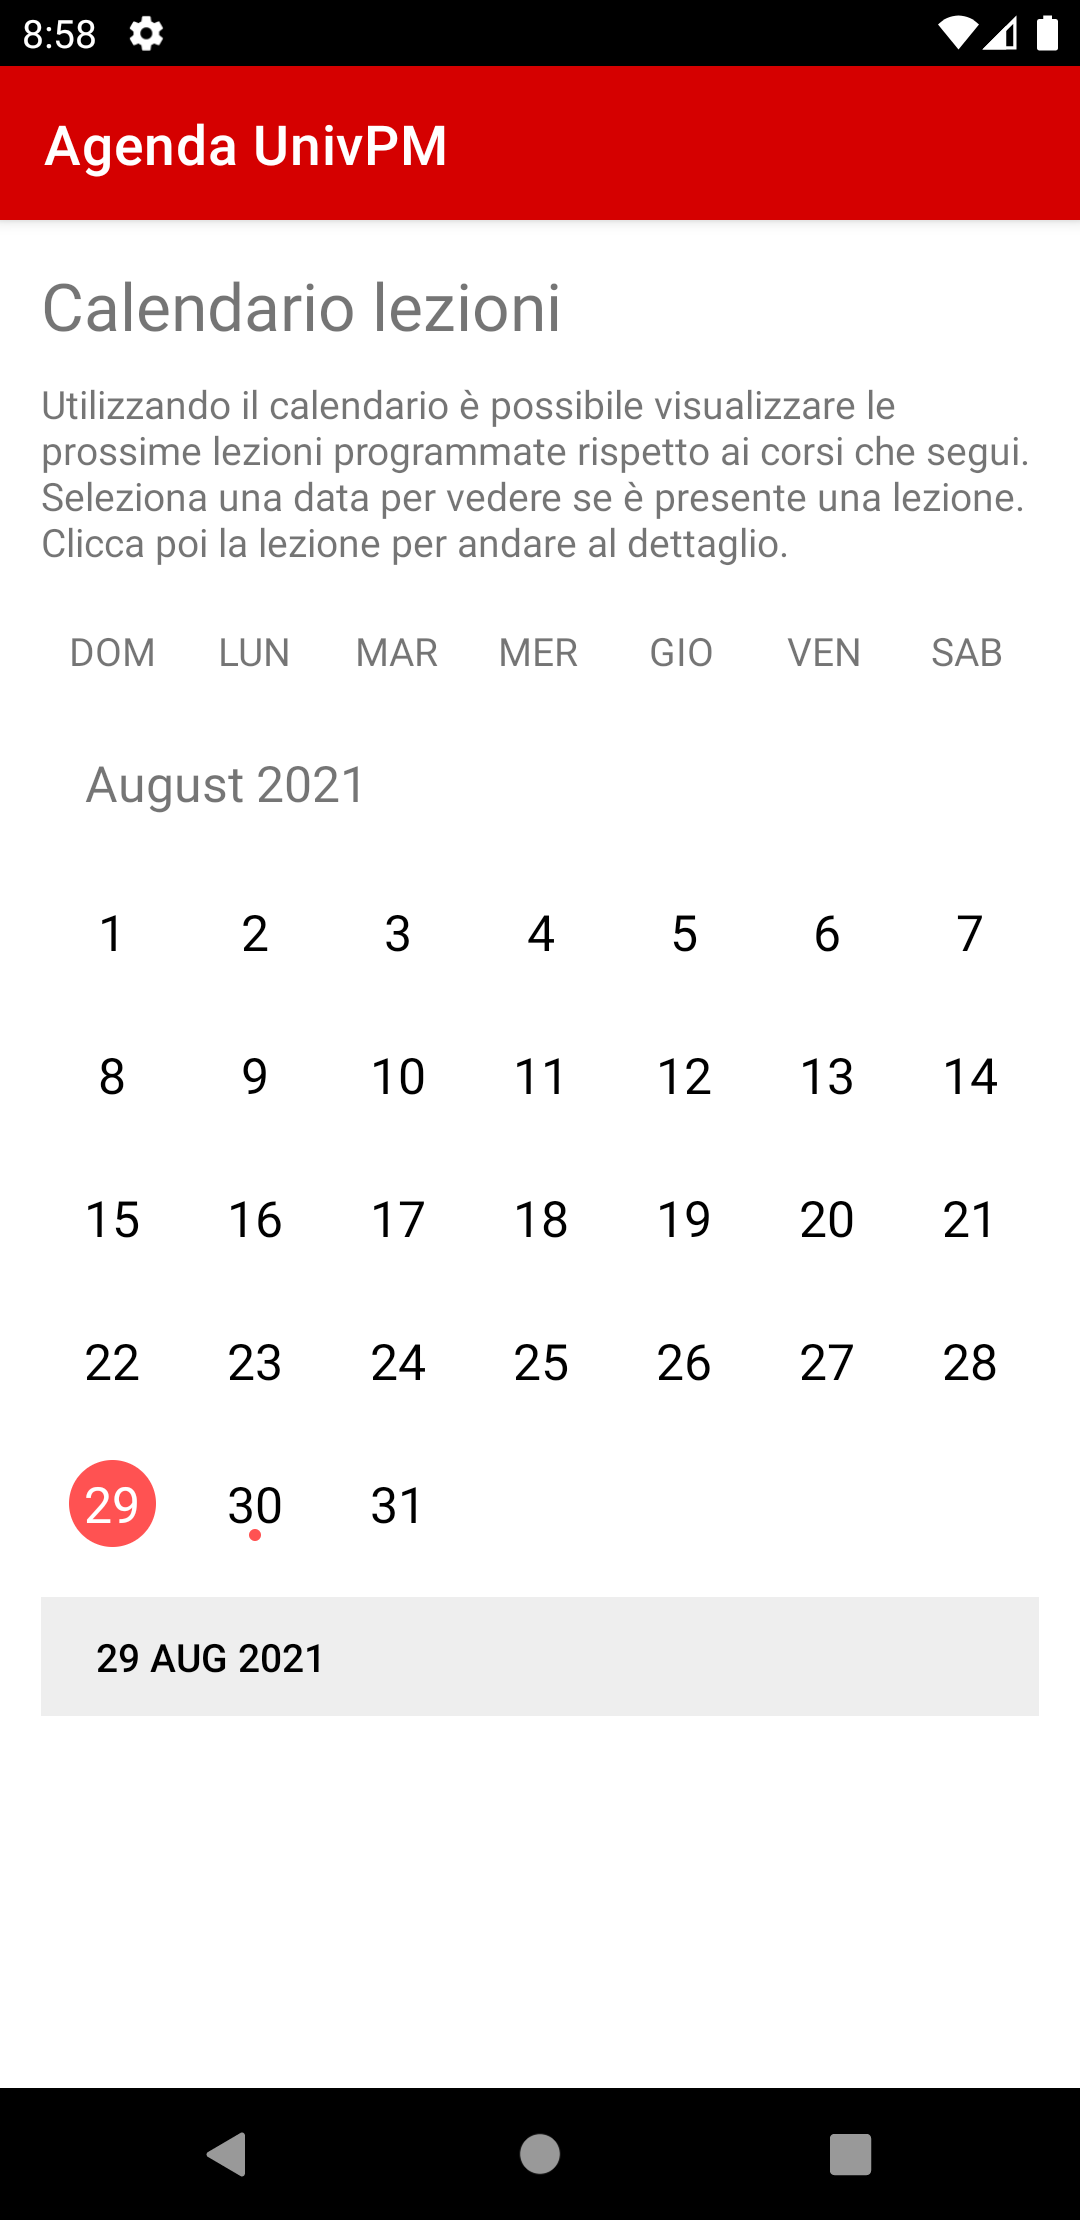 8:58
Agenda UnivPM
Calendario lezioni
Utilizzando il calendario è possibile visualizzare le
prossime lezioni programmate rispetto ai corsi che segui.
Seleziona una data per vedere se è presente una lezione.
Clicca poi la lezione per andare al dettaglio.
DOM LUN MAR MER GIO VEN SAB
August 2021
1 2 3 4 5 6 7
8 9 10 11 12 13 14
15 16 17 18 19 20 21
22 23 24 25 26 27 28
29 30 31
29 AUG 2021